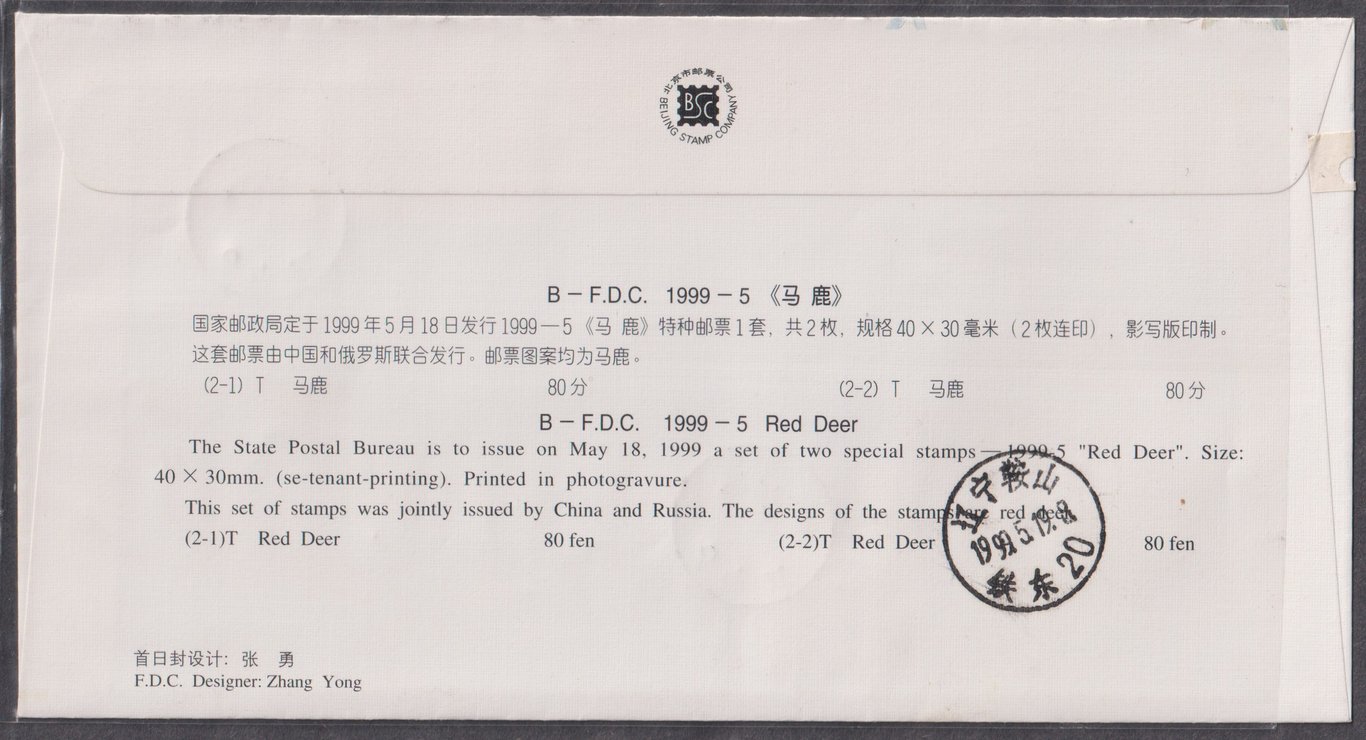 北京市邮票公司
BSC
BEIJING STAMP COMPANY
B – F.D.C. 1999 – 5 《马 鹿》
国家邮政局定于1999年5月18日发行1999—5《马 鹿》特种邮票1套，共2枚，规格40×30毫米（2枚连印），影写版印制。
这套邮票由中国和俄罗斯联合发行。邮票图案均为马鹿。
(2-1) T 马鹿 80分 (2-2) T 马鹿 80分
B – F.D.C. 1999 – 5 Red Deer
The State Postal Bureau is to issue on May 18, 1999 a set of two special stamps — 1999-5 "Red Deer". Size:
40 × 30mm. (se-tenant-printing). Printed in photogravure.
This set of stamps was jointly issued by China and Russia. The designs of the stamps are red deer.
(2-1)T Red Deer 80 fen (2-2)T Red Deer 80 fen
辽宁鞍山
1999.5.19
东 20
首日封设计：张 勇
F.D.C. Designer: Zhang Yong